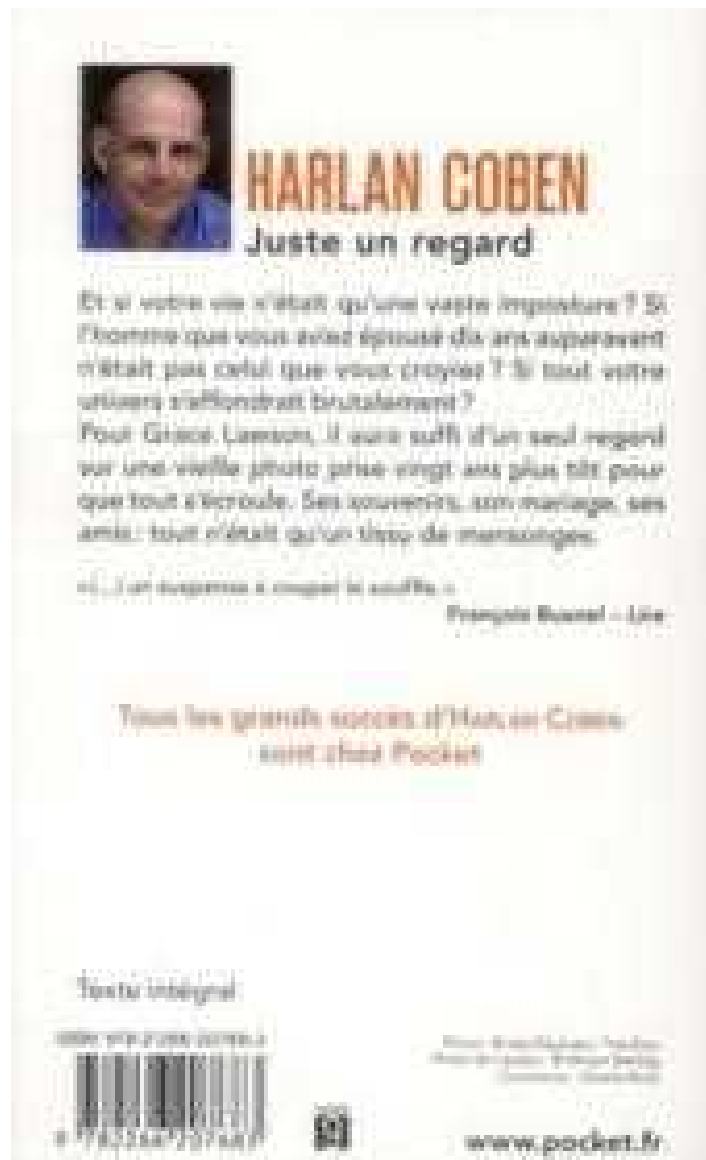 HARLAN COBEN
Juste un regard
Et si votre vie n'était qu'une vaste imposture ? Si
l'homme que vous aviez épousé dix ans auparavant
n'était pas celui que vous croyiez ? Si tout votre
univers s'effondrait brutalement ?
Pour Grace Lawson, il aura suffi d'un seul regard
sur une vieille photo prise vingt ans plus tôt pour
que tout s'écroule. Ses souvenirs, son mariage, ses
amis : tout n'était qu'un tissu de mensonges.
« (...) un suspense à couper le souffle. »
François Busnel – Lire
Tous les grands succès d'HARLAN COBEN
sont chez Pocket
Texte intégral
www.pocket.fr